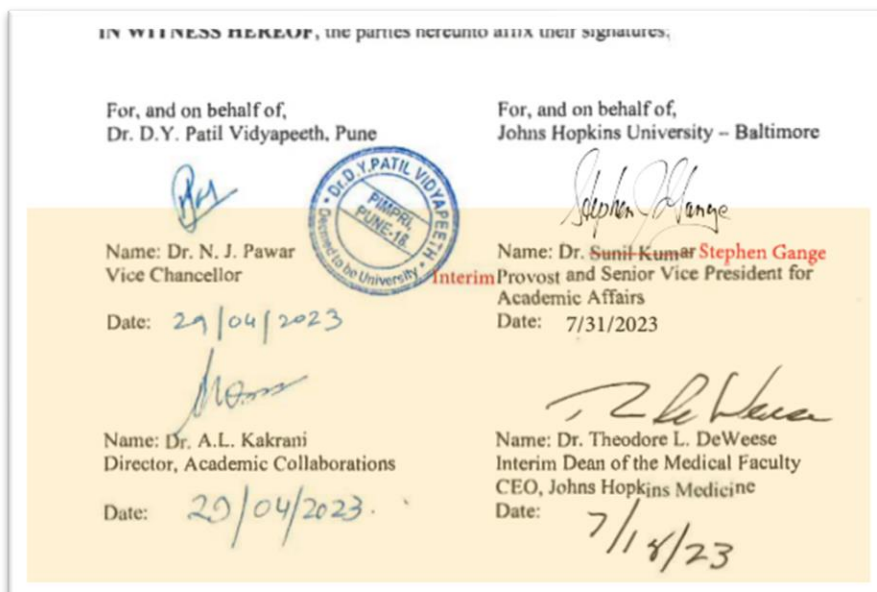 IN WITNESS HEREOF, the parties hereunto affix their signatures;
For, and on behalf of,
Dr. D.Y. Patil Vidyapeeth, Pune
Dr. D.Y. PATIL VIDYAPEETH
PIMPRI,
PUNE-18.
Deemed to be University
Name: Dr. N. J. Pawar
Vice Chancellor
Date: 29/04/2023
For, and on behalf of,
Johns Hopkins University – Baltimore
Stephen J Gange
Name: Dr. Sunil Kumar Stephen Gange
Interim Provost and Senior Vice President for
Academic Affairs
Date: 7/31/2023
Name: Dr. A.L. Kakrani
Director, Academic Collaborations
Date: 29/04/2023.
Name: Dr. Theodore L. DeWeese
Interim Dean of the Medical Faculty
CEO, Johns Hopkins Medicine
Date: 7/18/23